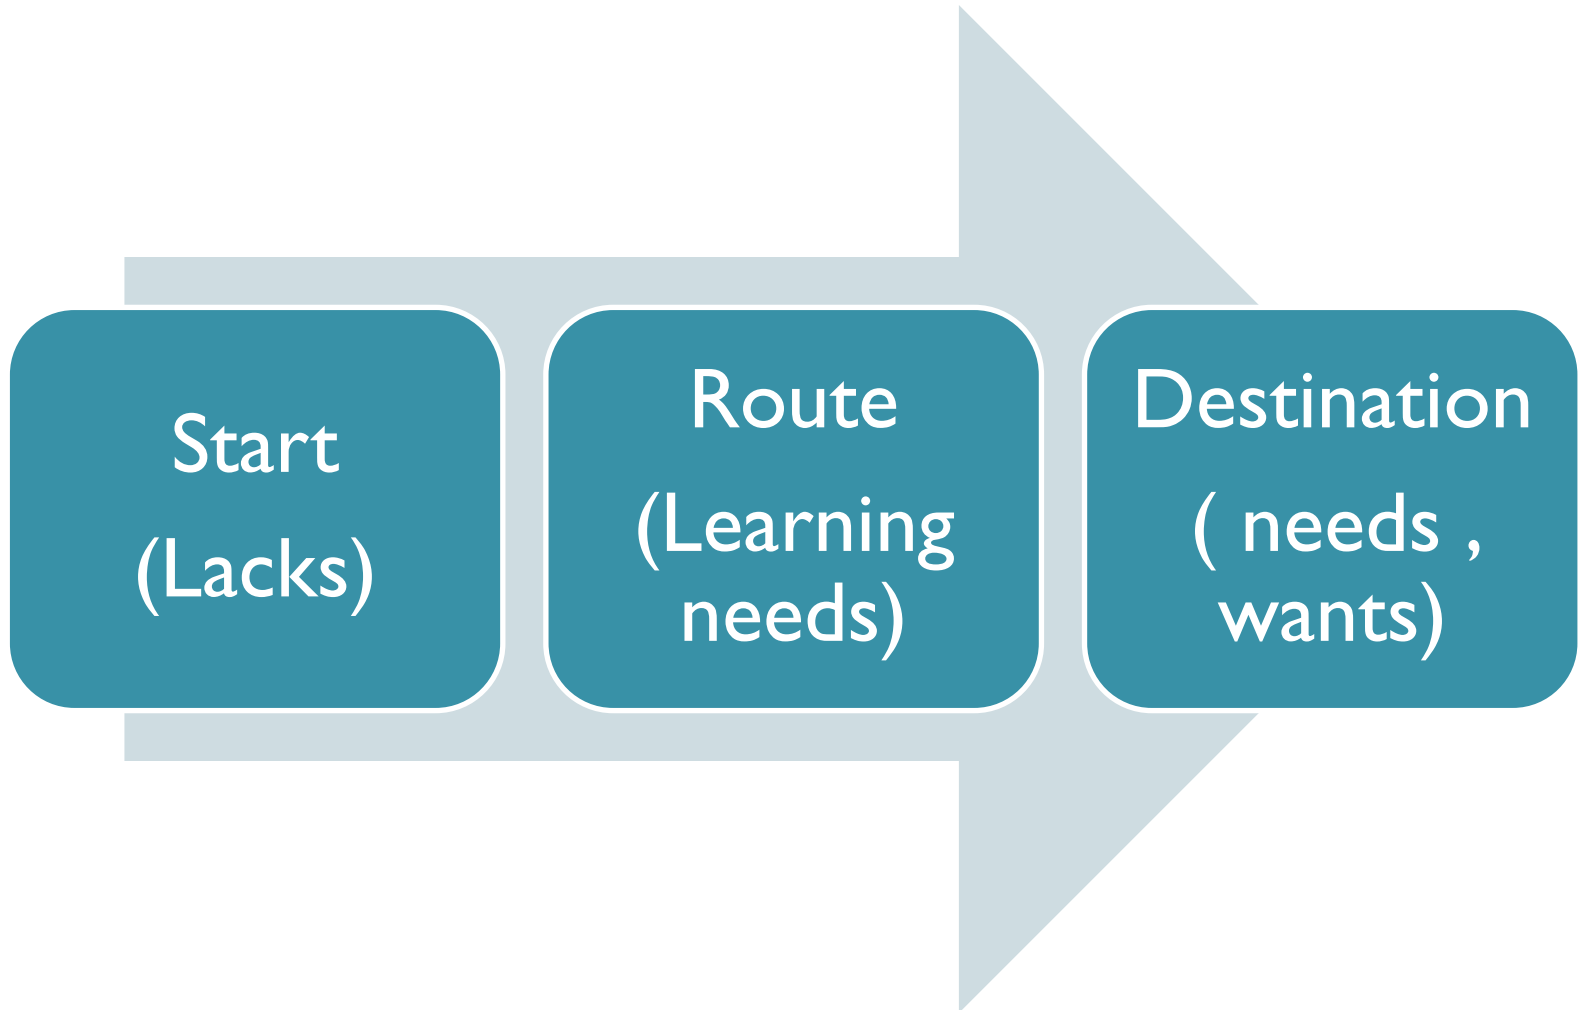 Start
(Lacks)
Route
(Learning
needs)
Destination
( needs ,
wants)